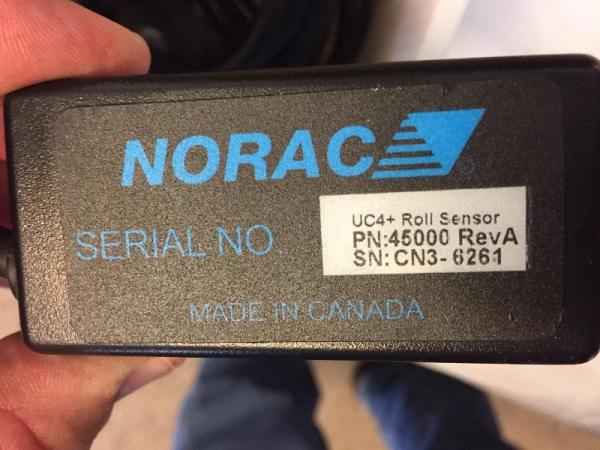 NORAC
®
UC4+ Roll Sensor
SERIAL NO.
PN:45000 RevA
SN: CN3- 6261
MADE IN CANADA